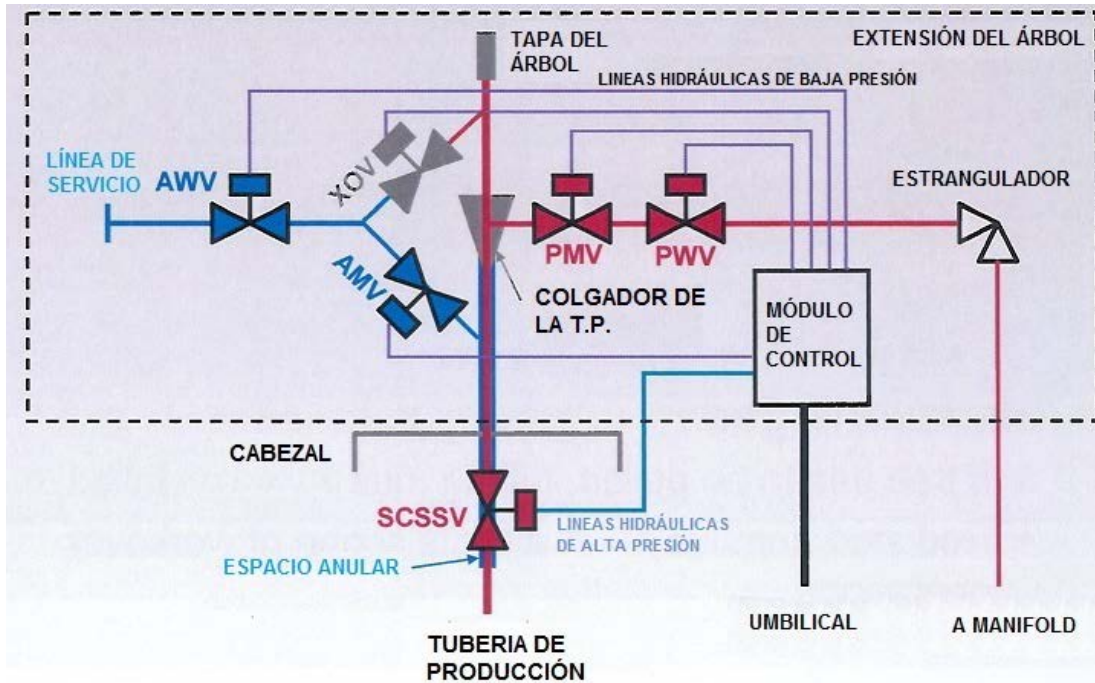 TAPA DEL
ÁRBOL
EXTENSIÓN DEL ÁRBOL
LINEAS HIDRÁULICAS DE BAJA PRESIÓN
LÍNEA DE
SERVICIO
AWV
XOV
ESTRANGULADOR
PMV
PWV
AMV
COLGADOR DE
LA T.P.
MÓDULO
DE
CONTROL
CABEZAL
SCSSV
LINEAS HIDRÁULICAS
DE ALTA PRESIÓN
ESPACIO ANULAR
UMBILICAL
A MANIFOLD
TUBERIA DE
PRODUCCIÓN